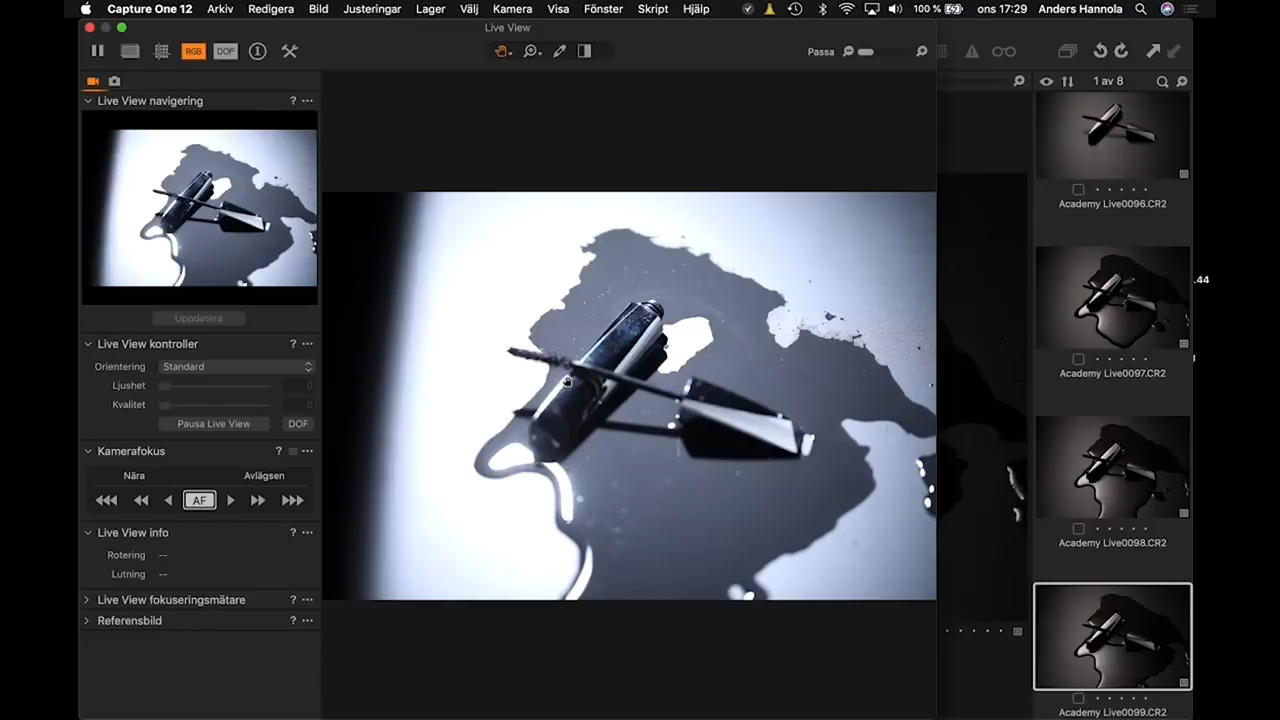 Capture One 12 Arkiv Redigera Bild Justeringar Lager Välj Kamera Visa Fönster Skript Hjälp 100 % ons 17:29 Anders Hannola
Live View
RGB DOF Passa
1 av 8
Live View navigering ? ...
Uppdatera
Live View kontroller ? ...
Orientering Standard
Ljushet 0
Kvalitet 0
Pausa Live View DOF
Kamerafokus ? ...
Nära Avlägsen
AF
Live View info ? ...
Rotering --
Lutning --
Live View fokuseringsmätare ? ...
Referensbild ? ...
Academy Live0096.CR2
.44
Academy Live0097.CR2
Academy Live0098.CR2
Academy Live0099.CR2